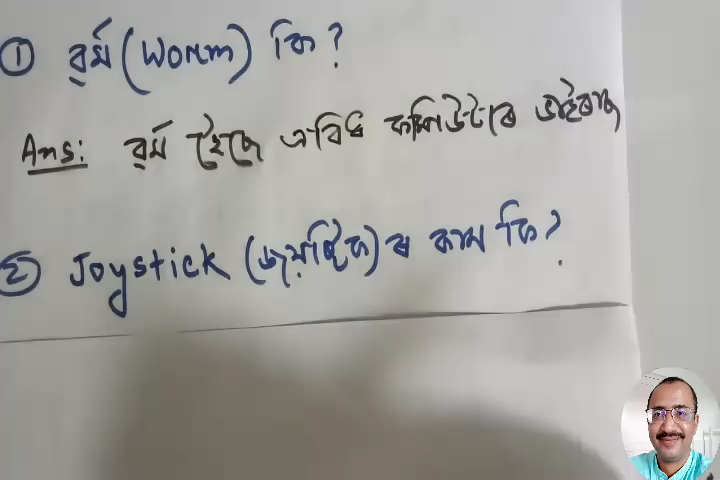 ① ৱৰ্ম (Worm) কি?
Ans: ৱৰ্ম হৈছে এবিধ কম্পিউটাৰ ভাইৰাছ
② Joystick (জয়ষ্টিক)ৰ কাম কি?